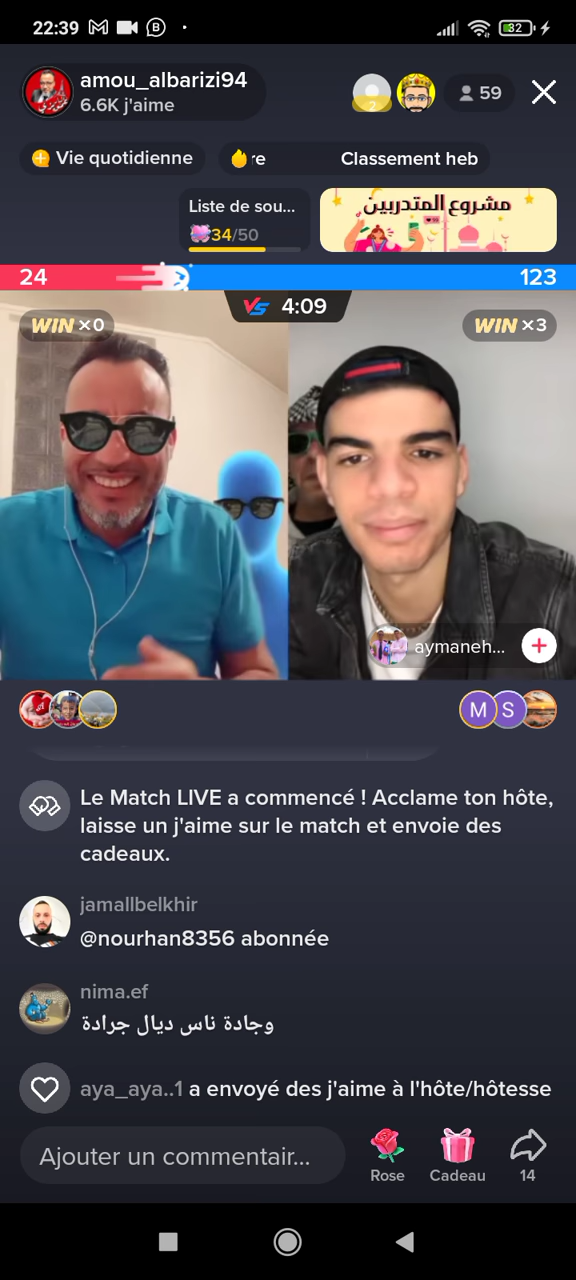 22:39
32
amou_albarizi94
6.6K j'aime
59
2
Vie quotidienne
re
Classement heb
Liste de sou...
34/50
مشروع المتدربين
24
123
VS 4:09
WIN ×0
WIN ×3
aymaneh...
M
S
Le Match LIVE a commencé ! Acclame ton hôte,
laisse un j'aime sur le match et envoie des
cadeaux.
jamallbelkhir
@nourhan8356 abonnée
nima.ef
وجادة ناس ديال جرادة
aya_aya..1 a envoyé des j'aime à l'hôte/hôtesse
Ajouter un commentair...
Rose
Cadeau
14